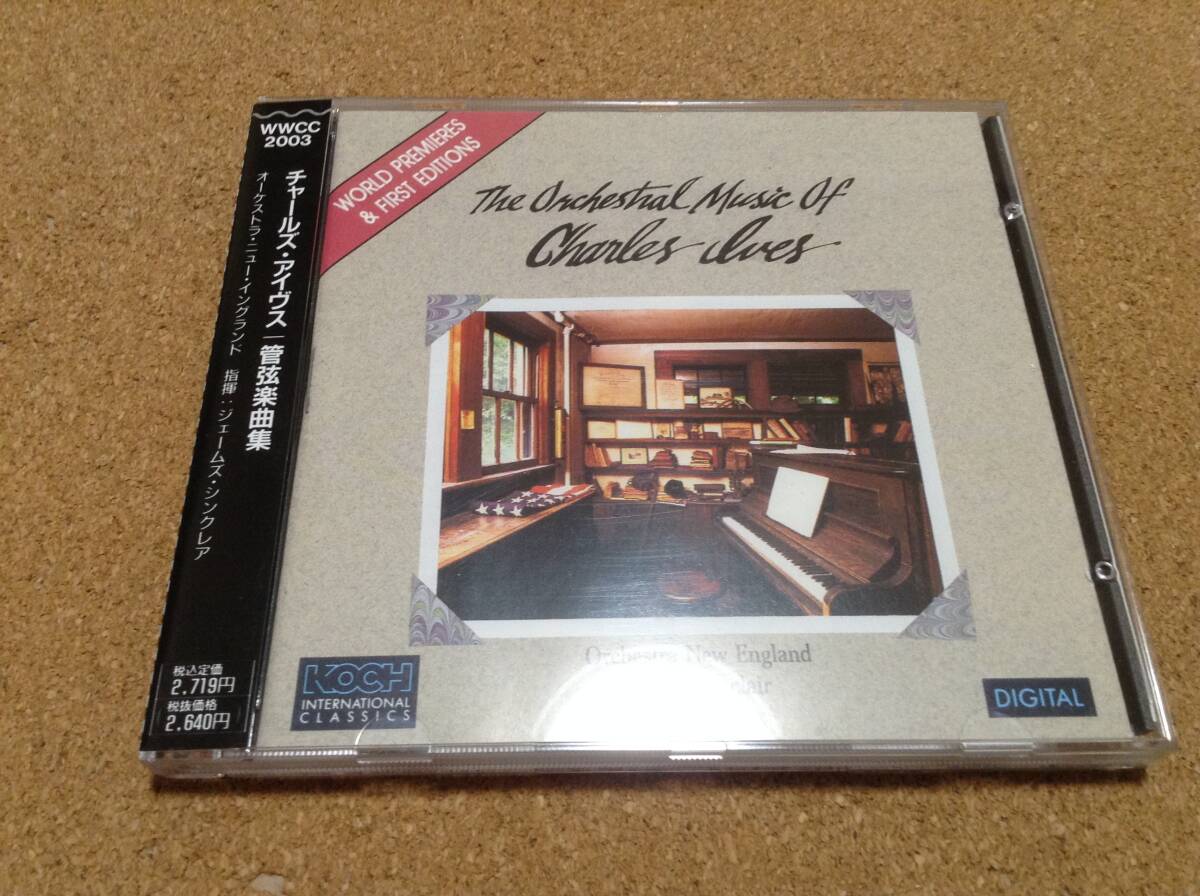 WWCC
2003
チャールズ・アイヴス|管弦楽曲集
オーケストラ・ニュー・イングランド 指揮:ジェームズ・シンクレア
税込定価
2.719円
税抜価格
2.640円
WORLD PREMIERES
& FIRST EDITIONS
The Orchestral Music Of
Charles Ives
Orchestra New England
clair
KOCH
INTERNATIONAL
CLASSICS
DIGITAL